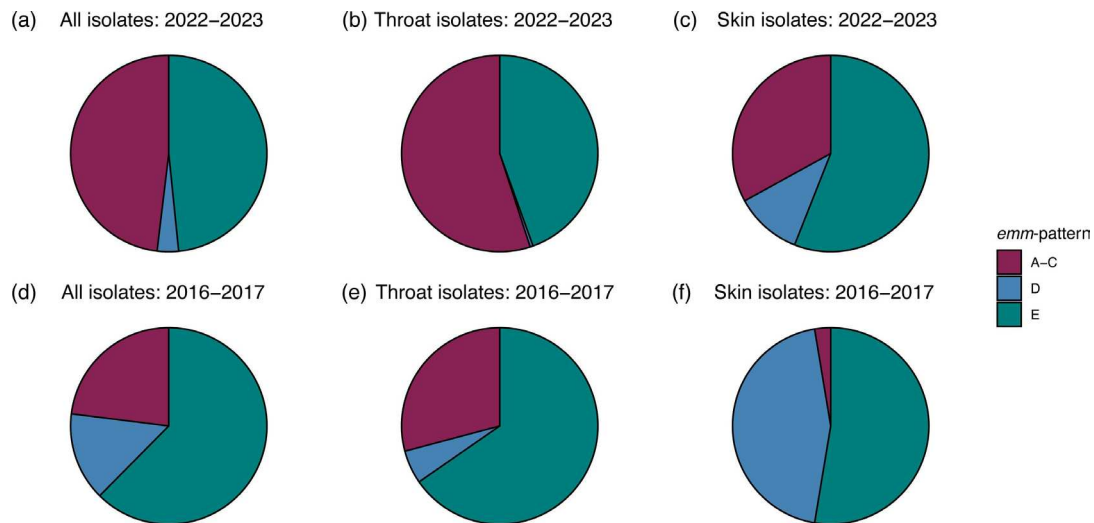 (a) All isolates: 2022–2023
(b) Throat isolates: 2022–2023
(c) Skin isolates: 2022–2023
emm-pattern
A–C
D
E
(d) All isolates: 2016–2017
(e) Throat isolates: 2016–2017
(f) Skin isolates: 2016–2017